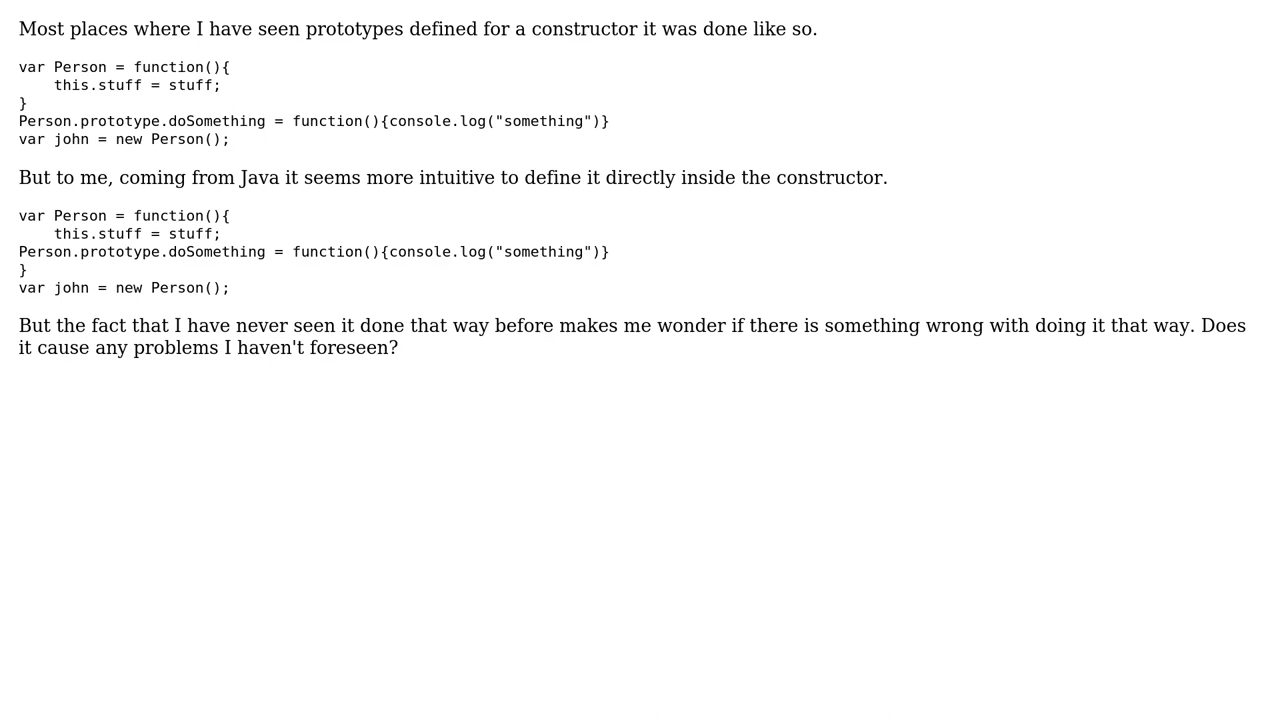 Most places where I have seen prototypes defined for a constructor it was done like so.
var Person = function(){
    this.stuff = stuff;
}
Person.prototype.doSomething = function(){console.log("something")}
var john = new Person();
But to me, coming from Java it seems more intuitive to define it directly inside the constructor.
var Person = function(){
    this.stuff = stuff;
Person.prototype.doSomething = function(){console.log("something")}
}
var john = new Person();
But the fact that I have never seen it done that way before makes me wonder if there is something wrong with doing it that way. Does
it cause any problems I haven't foreseen?